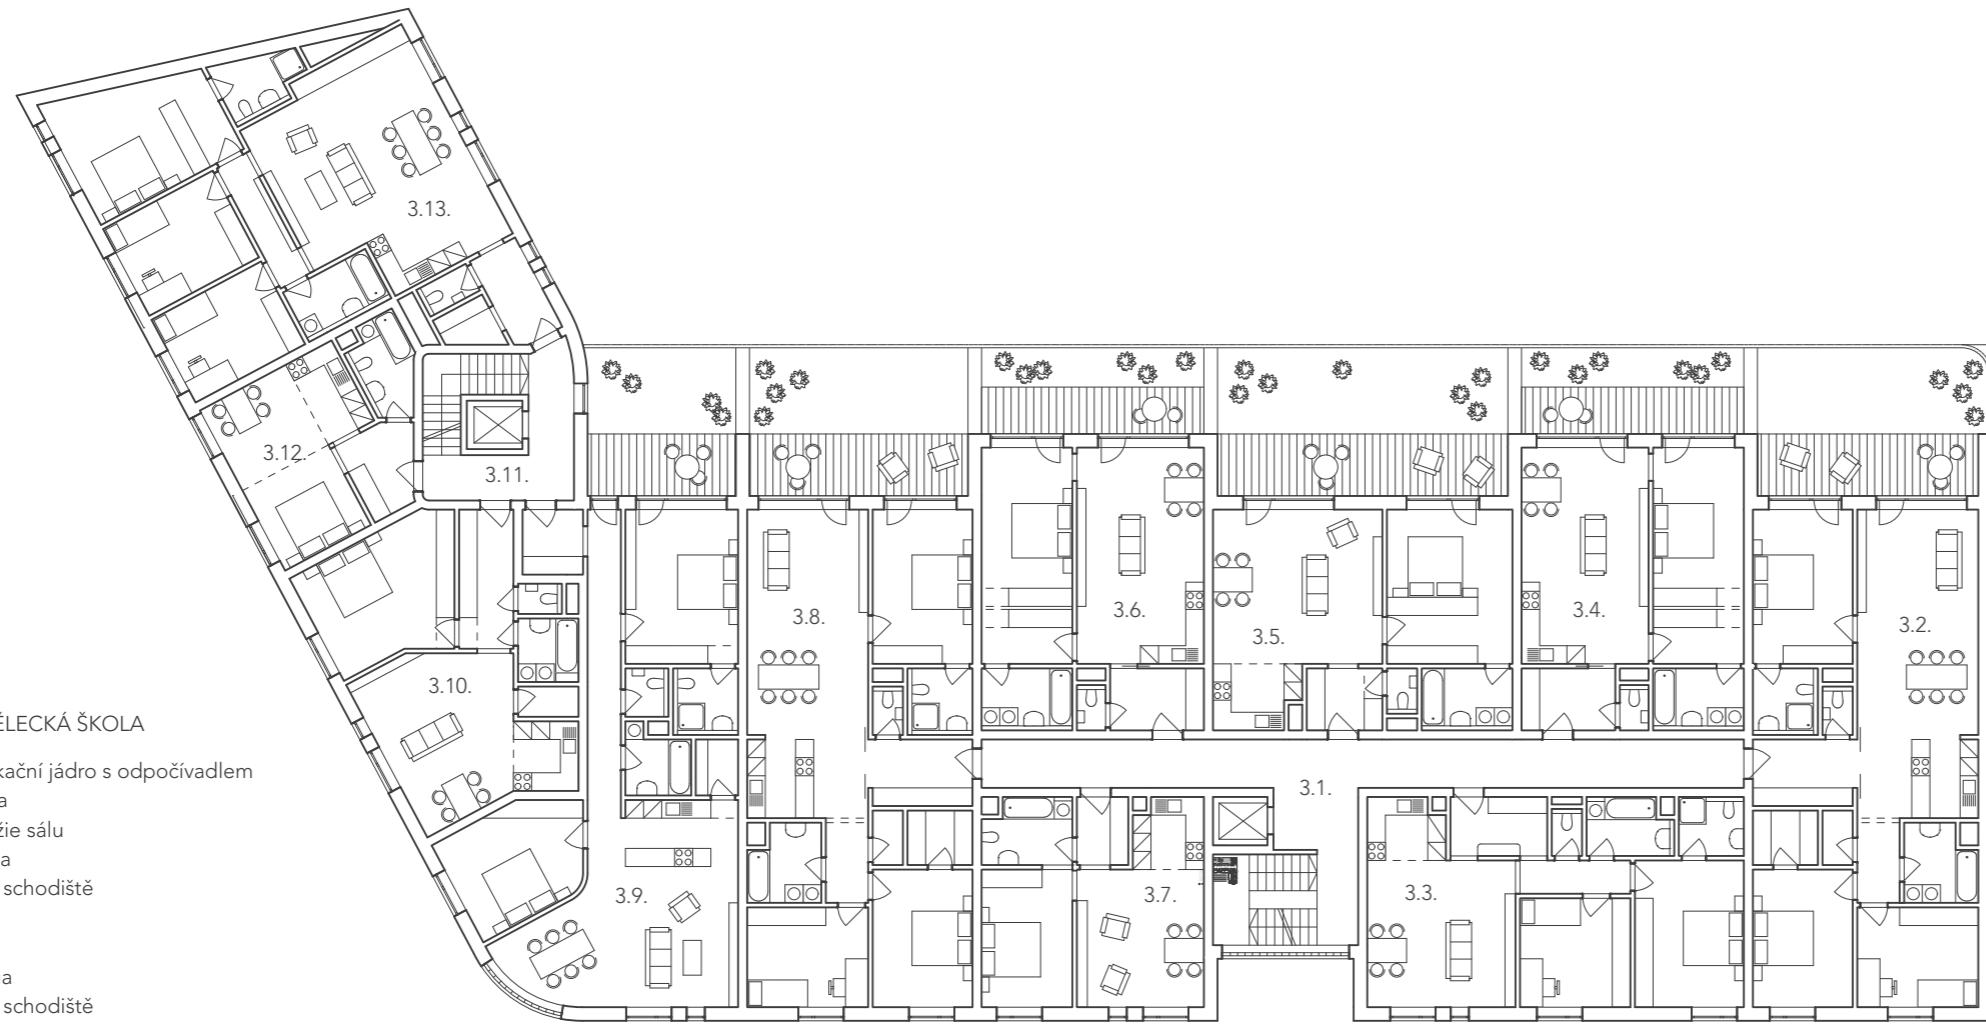 3.13.
3.12.
3.11.
3.8.
3.6.
3.5.
3.4.
3.2.
3.10.
3.1.
3.9.
3.7.
3.3.
ĚLECKÁ ŠKOLA
kační jádro s odpočívadlem
a
žie sálu
a
schodiště
a
schodiště